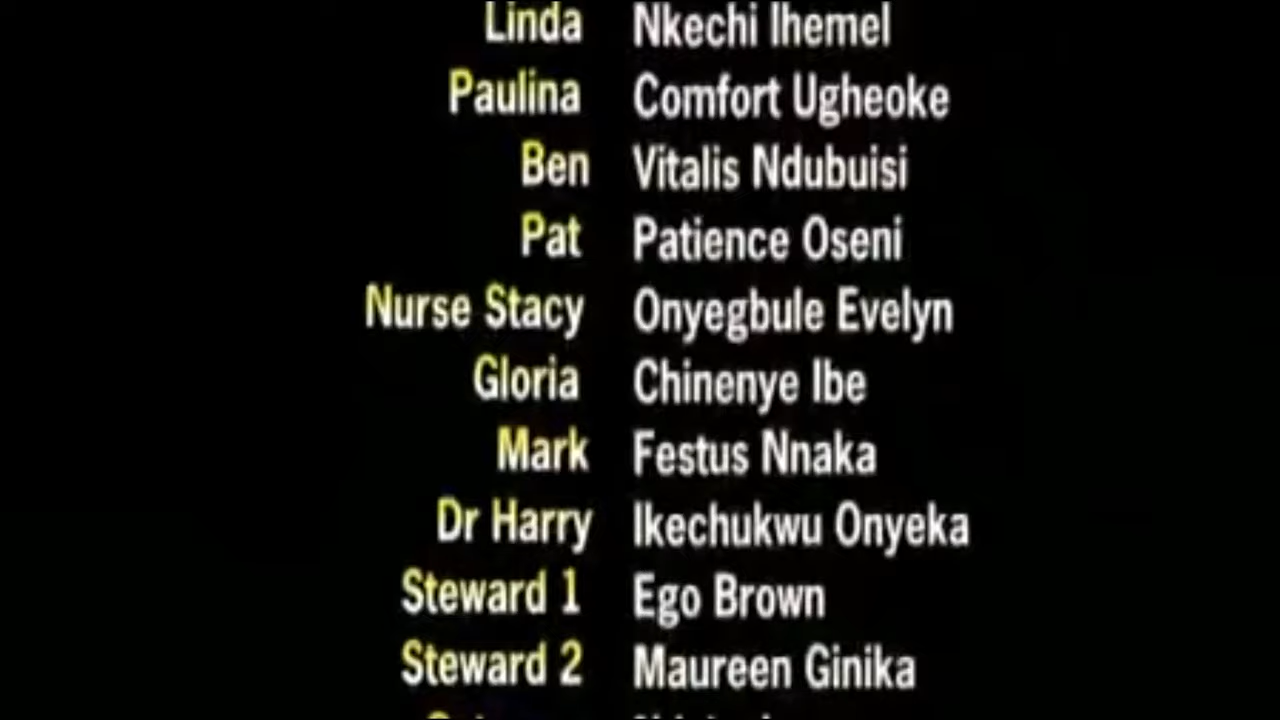 Linda Nkechi Ihemel
Paulina Comfort Ugheoke
Ben Vitalis Ndubuisi
Pat Patience Oseni
Nurse Stacy Onyegbule Evelyn
Gloria Chinenye Ibe
Mark Festus Nnaka
Dr Harry Ikechukwu Onyeka
Steward 1 Ego Brown
Steward 2 Maureen Ginika